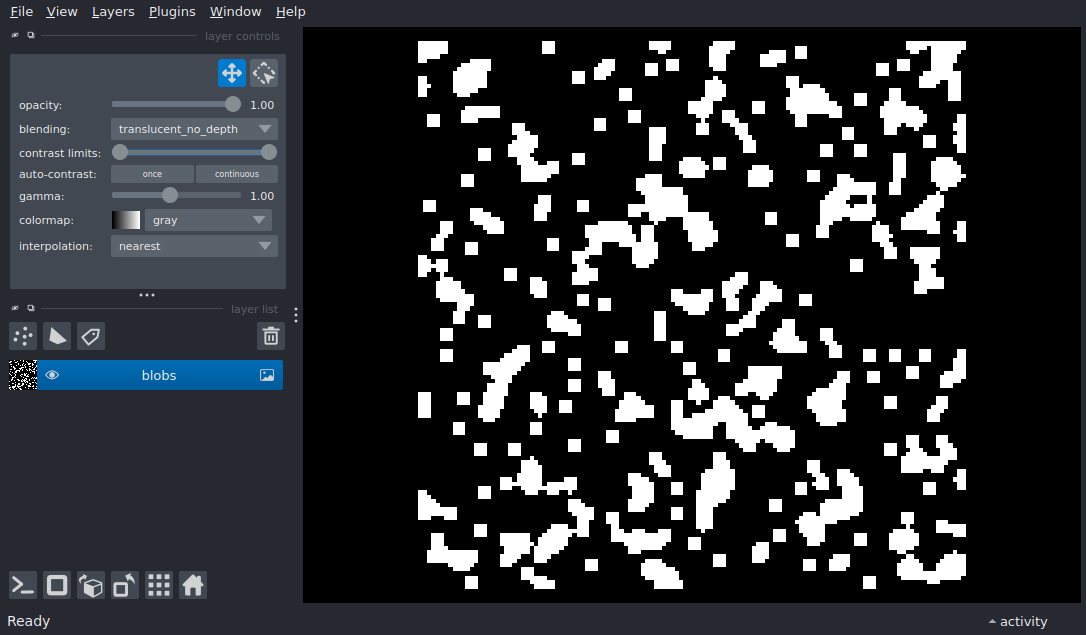 File View Layers Plugins Window Help
layer controls
opacity: 1.00
blending: translucent_no_depth
contrast limits:
auto-contrast: once continuous
gamma: 1.00
colormap: gray
interpolation: nearest
layer list
blobs
Ready activity